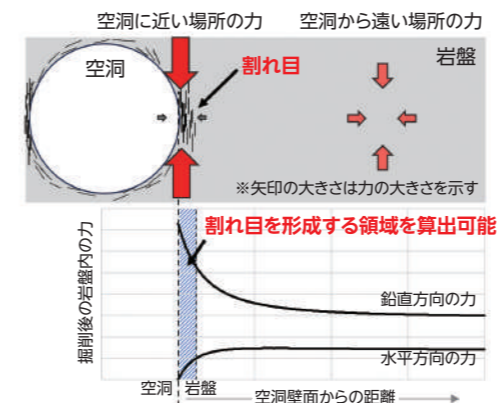 空洞に近い場所の力
空洞から遠い場所の力
空洞
割れ目
岩盤
※矢印の大きさは力の大きさを示す
割れ目を形成する領域を算出可能
掘削後の岩盤内の力
鉛直方向の力
水平方向の力
空洞
岩盤
空洞壁面からの距離